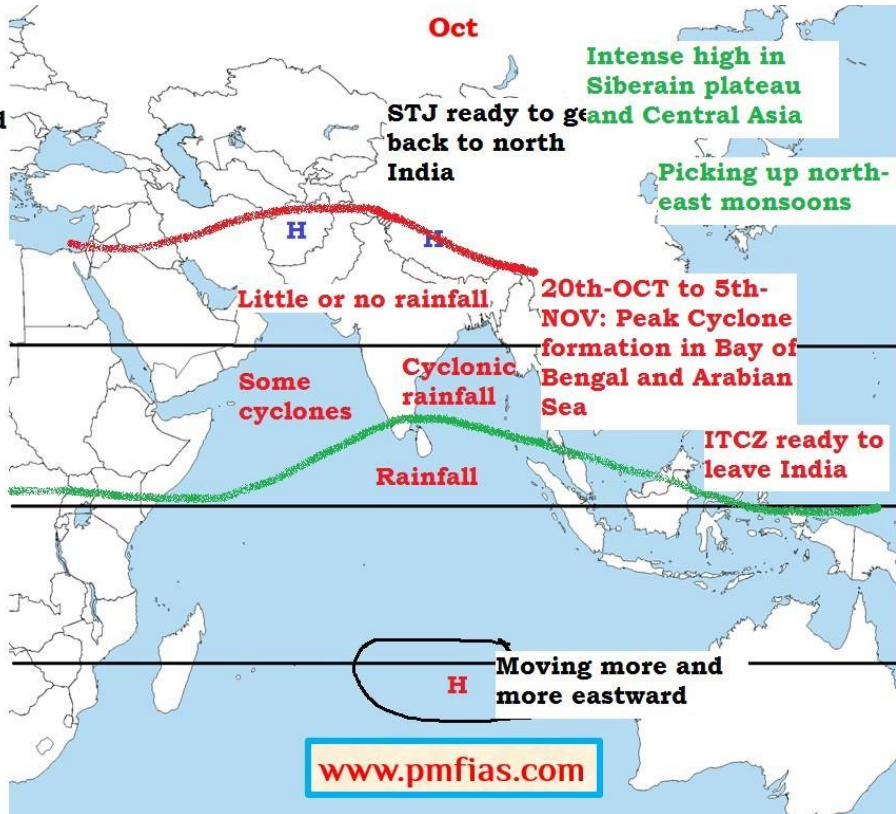 Oct
Intense high in
Siberain plateau
and Central Asia
d
STJ ready to ge
back to north
India
Picking up north-
east monsoons
H
H
Little or no rainfall
20th-OCT to 5th-
NOV: Peak Cyclone
formation in Bay of
Bengal and Arabian
Sea
Some
cyclones
Cyclonic
rainfall
ITCZ ready to
leave India
Rainfall
H
Moving more and
more eastward
www.pmfias.com